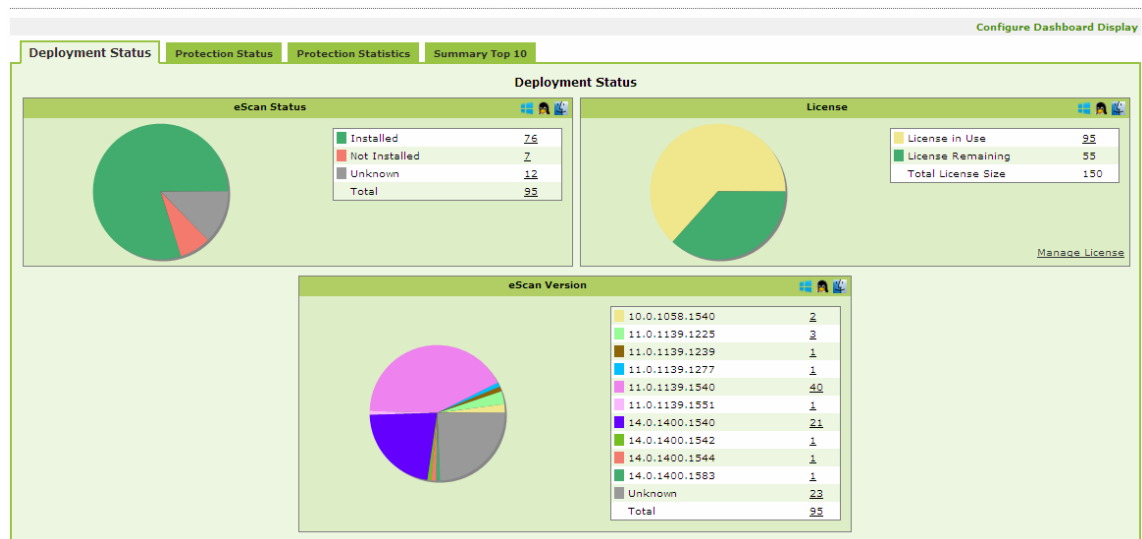 Configure Dashboard Display
Deployment Status Protection Status Protection Statistics Summary Top 10
Deployment Status
eScan Status
Installed 76
Not Installed 7
Unknown 12
Total 95
License
License in Use 95
License Remaining 55
Total License Size 150
Manage License
eScan Version
10.0.1058.1540 2
11.0.1139.1225 3
11.0.1139.1239 1
11.0.1139.1277 1
11.0.1139.1540 40
11.0.1139.1551 1
14.0.1400.1540 21
14.0.1400.1542 1
14.0.1400.1544 1
14.0.1400.1583 1
Unknown 23
Total 95